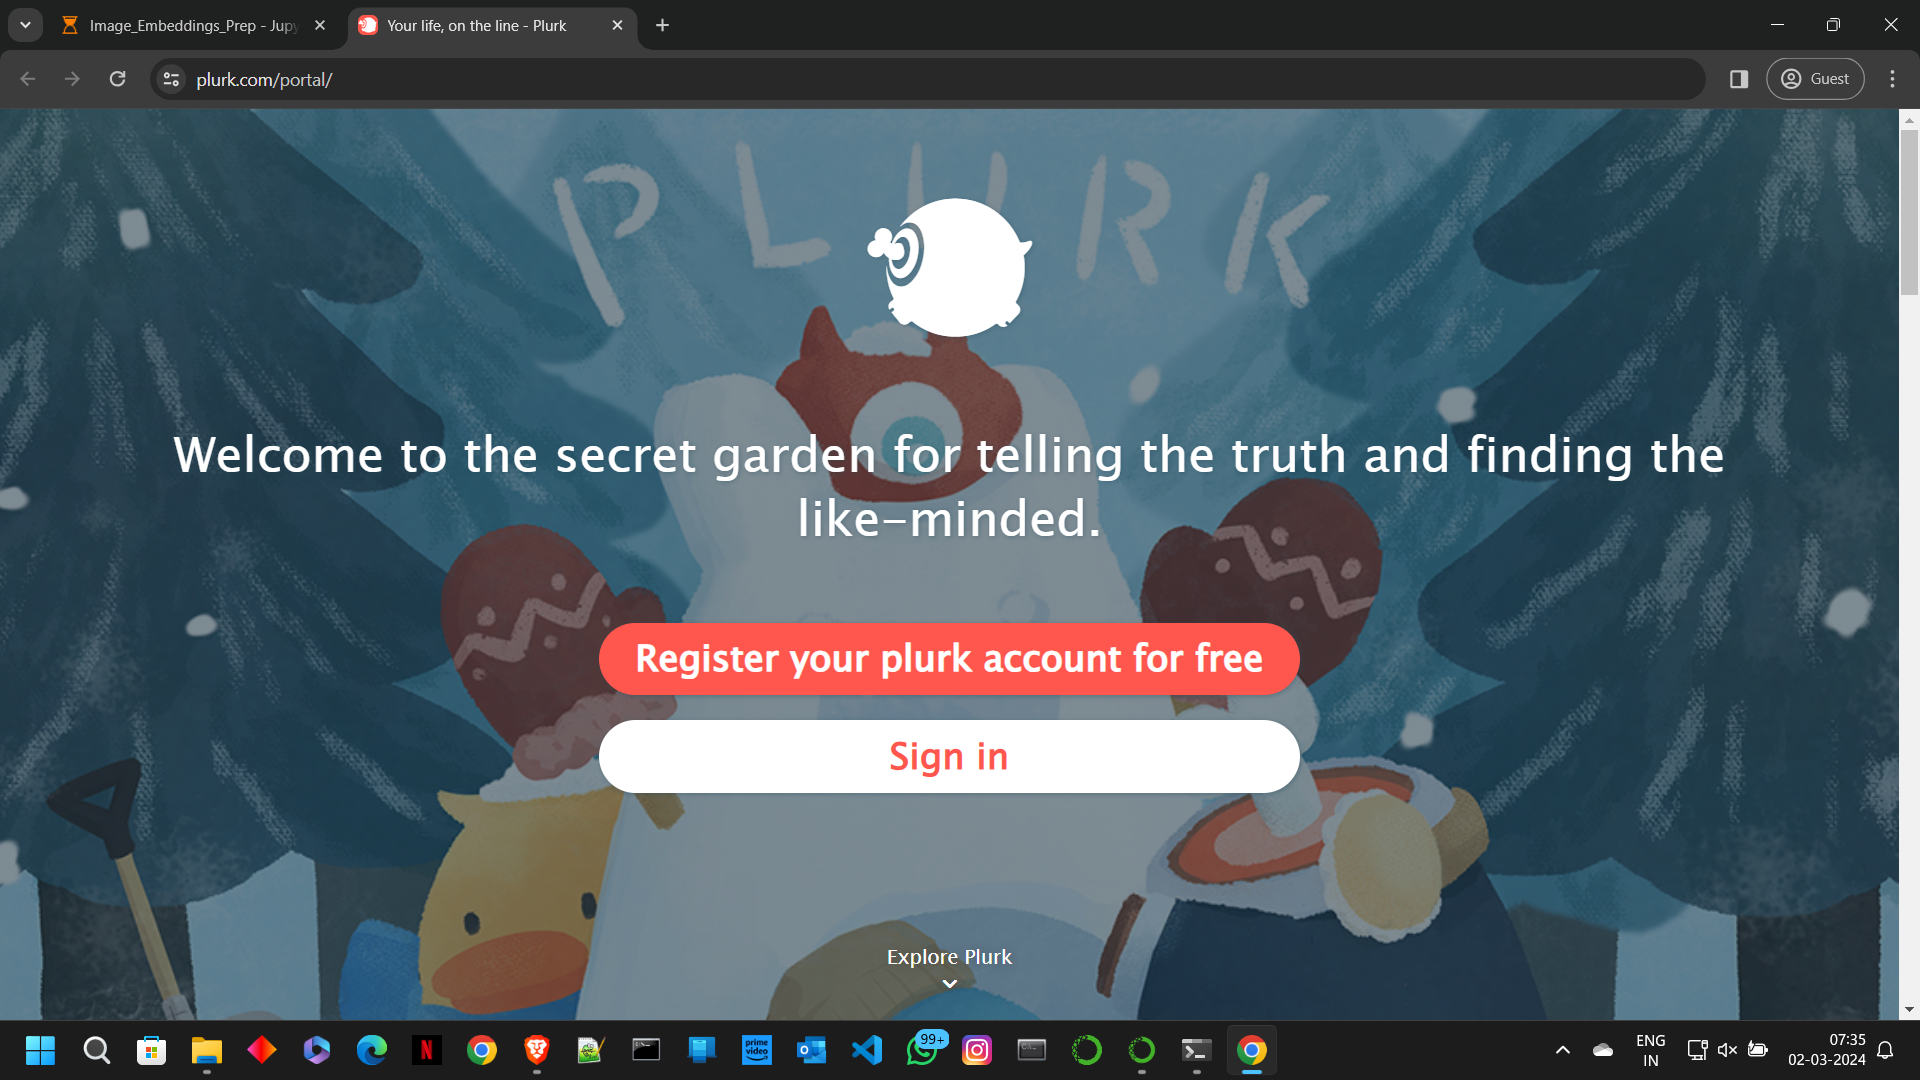 Image_Embeddings_Prep - Jupy
Your life, on the line - Plurk
plurk.com/portal/
Guest
PLURK
Welcome to the secret garden for telling the truth and finding the
like-minded.
Register your plurk account for free
Sign in
Explore Plurk
N
prime
video
99+
ENG
IN
07:35
02-03-2024